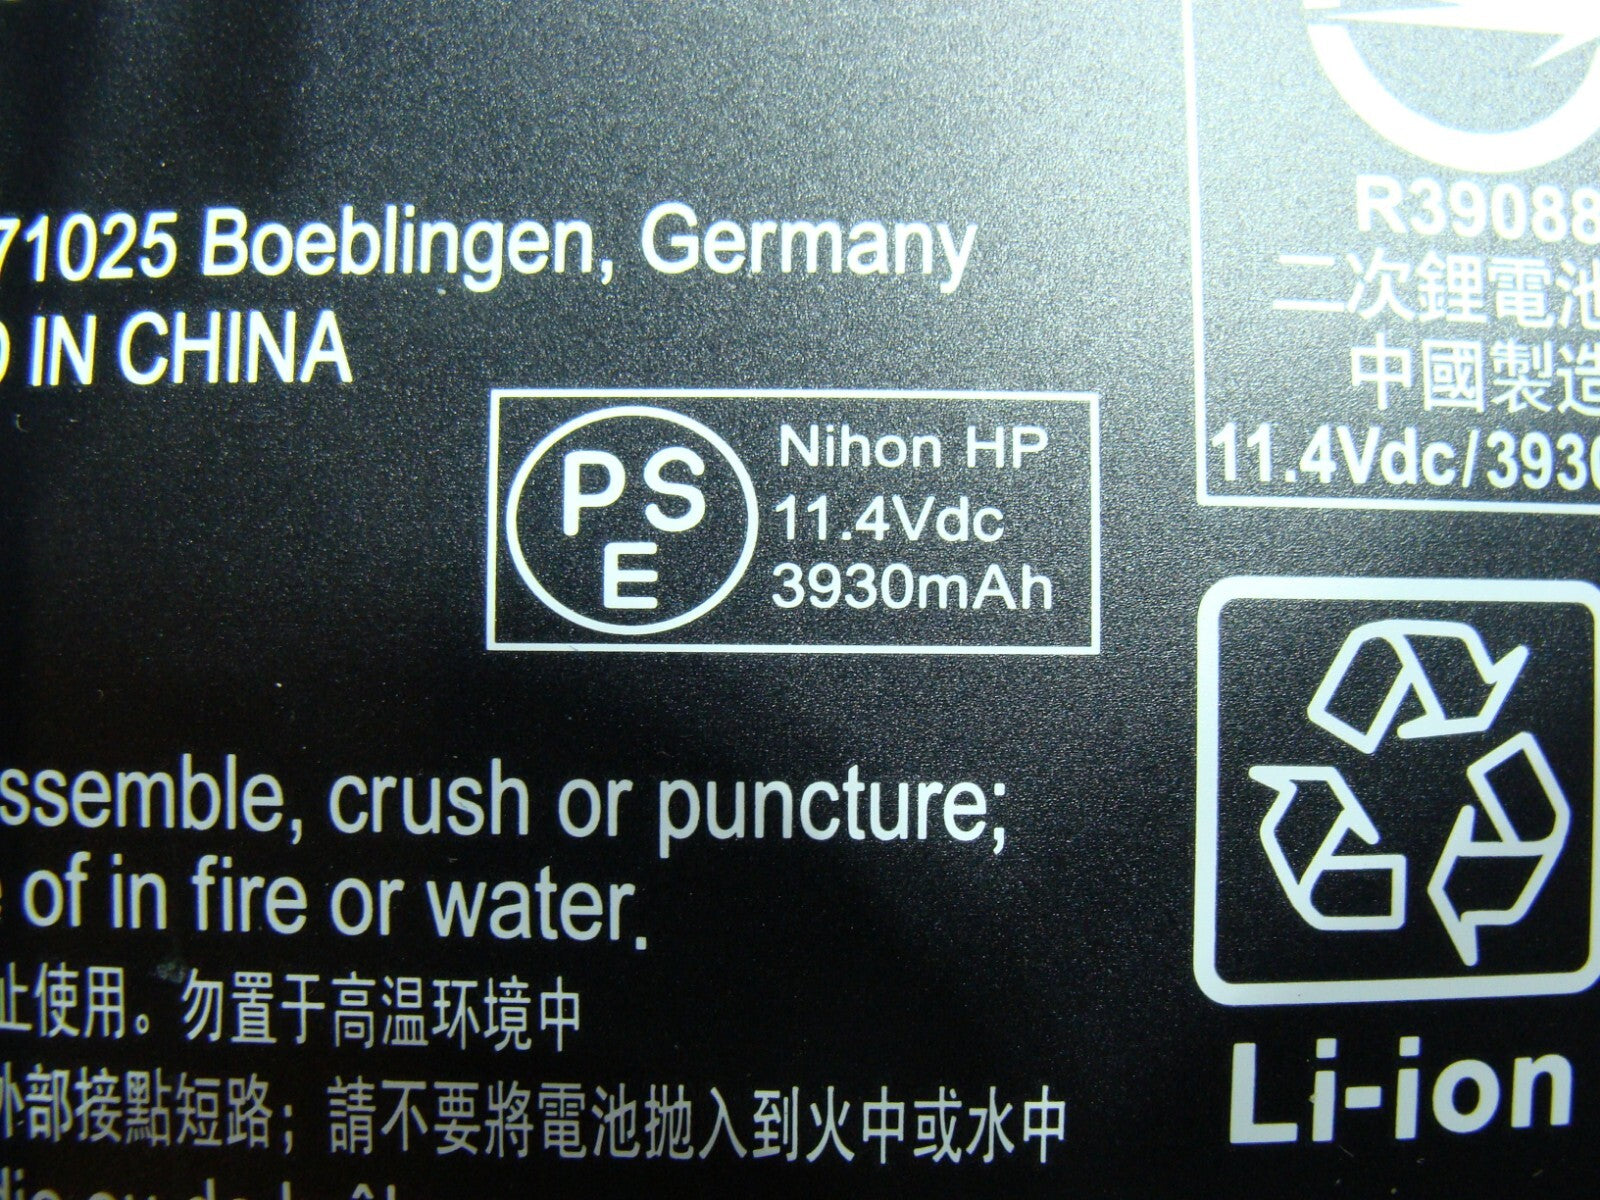 71025 Boeblingen, Germany
IN CHINA
PS
E
Nihon HP
11.4Vdc
3930mAh
R39088
二次鋰電池
中國製造
11.4Vdc/3930
ssemble, crush or puncture;
of in fire or water.
止使用。勿置于高温环境中
外部接點短路；請不要將電池拋入到火中或水中
Li-ion